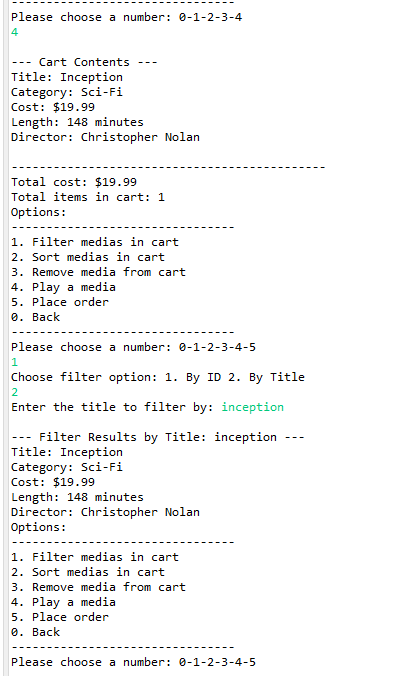 ---------------------------------
Please choose a number: 0-1-2-3-4
4
--- Cart Contents ---
Title: Inception
Category: Sci-Fi
Cost: $19.99
Length: 148 minutes
Director: Christopher Nolan
---------------------------------------------
Total cost: $19.99
Total items in cart: 1
Options:
--------------------------------
1. Filter medias in cart
2. Sort medias in cart
3. Remove media from cart
4. Play a media
5. Place order
0. Back
--------------------------------
Please choose a number: 0-1-2-3-4-5
1
Choose filter option: 1. By ID 2. By Title
2
Enter the title to filter by: inception
--- Filter Results by Title: inception ---
Title: Inception
Category: Sci-Fi
Cost: $19.99
Length: 148 minutes
Director: Christopher Nolan
Options:
--------------------------------
1. Filter medias in cart
2. Sort medias in cart
3. Remove media from cart
4. Play a media
5. Place order
0. Back
--------------------------------
Please choose a number: 0-1-2-3-4-5